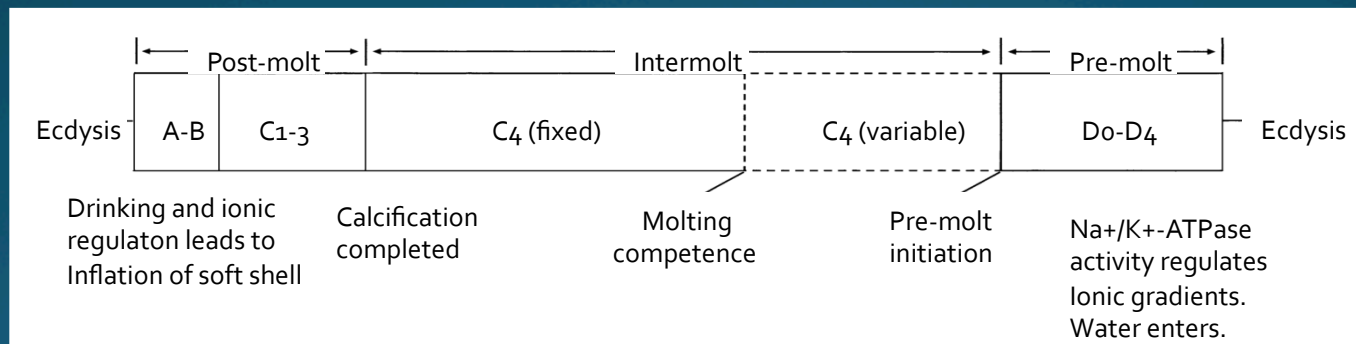 Post-molt
Intermolt
Pre-molt
Ecdysis
A-B
C1-3
C4 (fixed)
C4 (variable)
Do-D4
Ecdysis
Drinking and ionic
regulaton leads to
Inflation of soft shell
Calcification
completed
Molting
competence
Pre-molt
initiation
Na+/K+-ATPase
activity regulates
Ionic gradients.
Water enters.